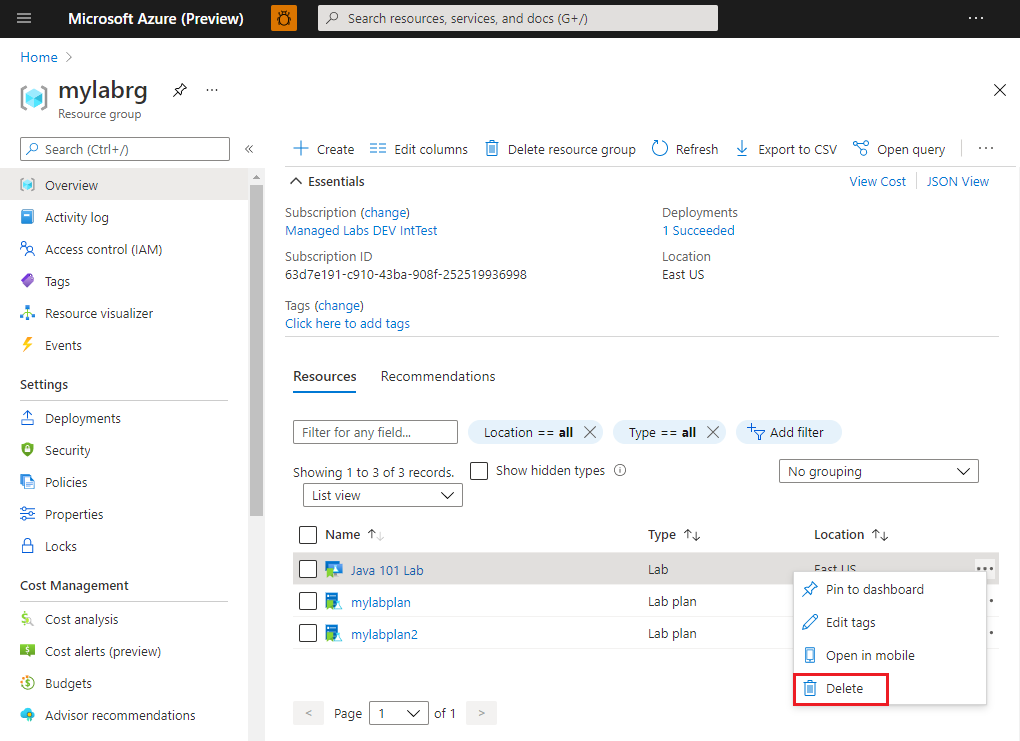 Microsoft Azure (Preview)
Search resources, services, and docs (G+/)
Home
mylabrg
Resource group
Search (Ctrl+/)
Overview
Activity log
Access control (IAM)
Tags
Resource visualizer
Events
Settings
Deployments
Security
Policies
Properties
Locks
Cost Management
Cost analysis
Cost alerts (preview)
Budgets
Advisor recommendations
Create Edit columns Delete resource group Refresh Export to CSV Open query
Essentials View Cost JSON View
Subscription (change) Deployments
Managed Labs DEV IntTest 1 Succeeded
Subscription ID Location
63d7e191-c910-43ba-908f-252519936998 East US
Tags (change)
Click here to add tags
Resources Recommendations
Filter for any field... Location == all Type == all Add filter
Showing 1 to 3 of 3 records. Show hidden types No grouping
List view
Name Type Location
Java 101 Lab Lab East US
mylabplan Lab plan
mylabplan2 Lab plan
Pin to dashboard
Edit tags
Open in mobile
Delete
< Page 1 of 1 >